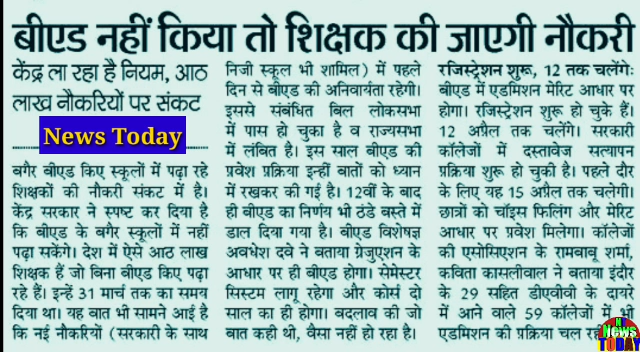 बीएड नहीं किया तो शिक्षक की जाएगी नौकरी
केंद्र ला रहा है नियम, आठ
लाख नौकरियों पर संकट
News Today
बगैर बीएड किए स्कूलों में पढ़ा रहे
शिक्षकों की नौकरी संकट में है।
केंद्र सरकार ने स्पष्ट कर दिया है
कि बीएड के बगैर स्कूलों में नहीं
पढ़ा सकेंगे। देश में ऐसे आठ लाख
शिक्षक हैं जो बिना बीएड किए पढ़ा
रहे हैं। इन्हें 31 मार्च तक का समय
दिया था। यह बात भी सामने आई है
कि नई नौकरियों (सरकारी के साथ
निजी स्कूल भी शामिल) में पहले
दिन से बीएड की अनिवार्यता रहेगी।
इससे संबंधित बिल लोकसभा
में पास हो चुका है व राज्यसभा
में लंबित है। इस साल बीएड की
प्रवेश प्रक्रिया इन्हीं बातों को ध्यान
में रखकर की गई है। 12वीं के बाद
ही बीएड का निर्णय भी ठंडे बस्ते में
डाल दिया गया है। बीएड विशेषज्ञ
अवधेश दवे ने बताया ग्रेजुएशन के
आधार पर ही बीएड होगा। सेमेस्टर
सिस्टम लागू रहेगा और कोर्स दो
साल का ही होगा। बदलाव की जो
बात कही थी, वैसा नहीं हो रहा है।
रजिस्ट्रेशन शुरू, 12 तक चलेंगे:
बीएड में एडमिशन मेरिट आधार पर
होगा। रजिस्ट्रेशन शुरू हो चुके हैं।
12 अप्रैल तक चलेंगे। सरकारी
कॉलेजों में दस्तावेज सत्यापन
प्रक्रिया शुरू हो चुकी है। पहले दौर
के लिए यह 15 अप्रैल तक चलेगी।
छात्रों को चॉइस फिलिंग और मेरिट
आधार पर प्रवेश मिलेगा। कॉलेजों
की एसोसिएशन के रामबाबू शर्मा,
कविता कासलीवाल ने बताया इंदौर
के 29 सहित डीएवीवी के दायरे
में आने वाले 59 कॉलेजों में भी
एडमिशन की प्रक्रिया चल
News
TODAY